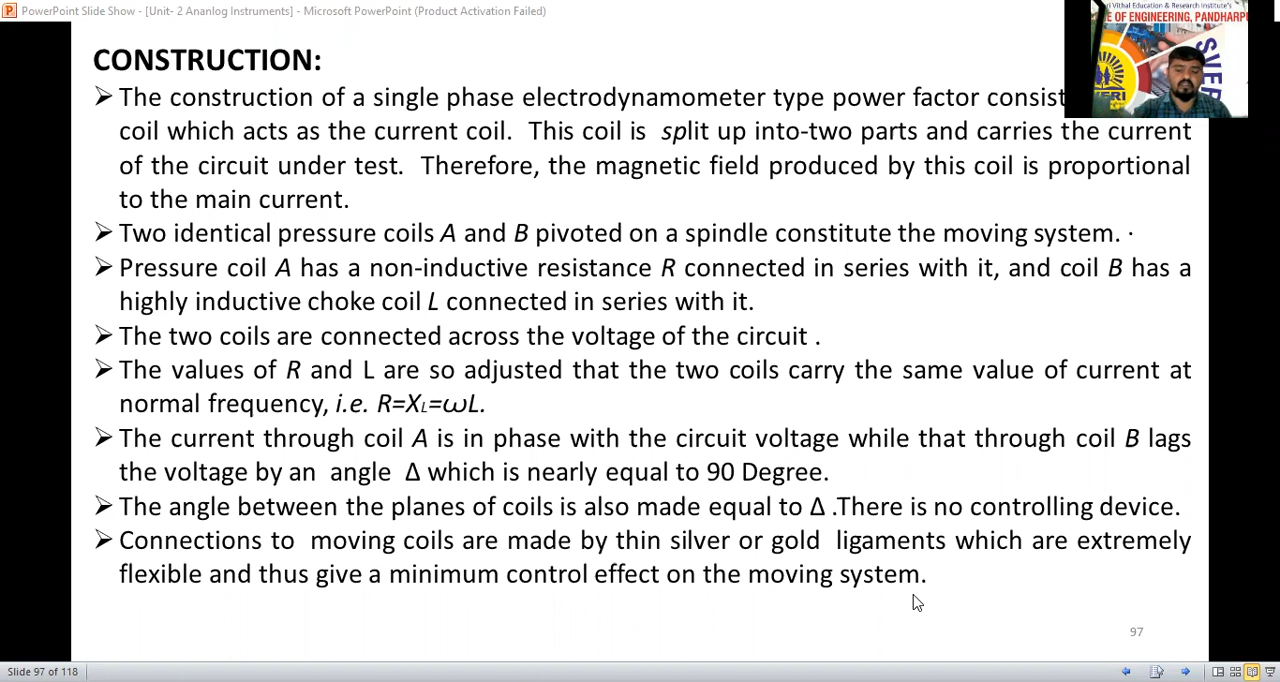 PowerPoint Slide Show - [Unit- 2 Ananlog Instruments] - Microsoft PowerPoint (Product Activation Failed)
ri Vithal Education & Research Institute's
E OF ENGINEERING, PANDHARPU
SVER
CONSTRUCTION:
➢ The construction of a single phase electrodynamometer type power factor consist
coil which acts as the current coil. This coil is split up into-two parts and carries the current
of the circuit under test. Therefore, the magnetic field produced by this coil is proportional
to the main current.
➢ Two identical pressure coils A and B pivoted on a spindle constitute the moving system. ·
➢ Pressure coil A has a non-inductive resistance R connected in series with it, and coil B has a
highly inductive choke coil L connected in series with it.
➢ The two coils are connected across the voltage of the circuit .
➢ The values of R and L are so adjusted that the two coils carry the same value of current at
normal frequency, i.e. R=XL=ωL.
➢ The current through coil A is in phase with the circuit voltage while that through coil B lags
the voltage by an angle Δ which is nearly equal to 90 Degree.
➢ The angle between the planes of coils is also made equal to Δ .There is no controlling device.
➢ Connections to moving coils are made by thin silver or gold ligaments which are extremely
flexible and thus give a minimum control effect on the moving system.
97
Slide 97 of 118